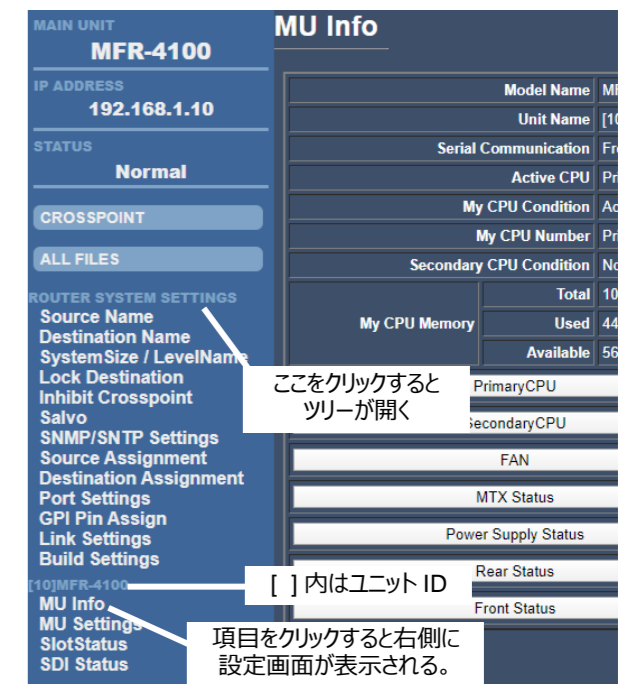 MAIN UNIT
MFR-4100
IP ADDRESS
192.168.1.10
STATUS
Normal
CROSSPOINT
ALL FILES
ROUTER SYSTEM SETTINGS
Source Name
Destination Name
SystemSize / LevelName
Lock Destination
Inhibit Crosspoint
Salvo
SNMP/SNTP Settings
Source Assignment
Destination Assignment
Port Settings
GPI Pin Assign
Link Settings
Build Settings
[10]MFR-4100
MU Info
MU Settings
SlotStatus
SDI Status
MU Info
Model Name
Unit Name [10
Serial Communication
Active CPU
My CPU Condition
My CPU Number
Secondary CPU Condition
My CPU Memory
Total 10
Used 44
Available 56
PrimaryCPU
SecondaryCPU
FAN
MTX Status
Power Supply Status
Rear Status
Front Status
ここをクリックすると
ツリーが開く
[ ] 内はユニット ID
項目をクリックすると右側に
設定画面が表示される。